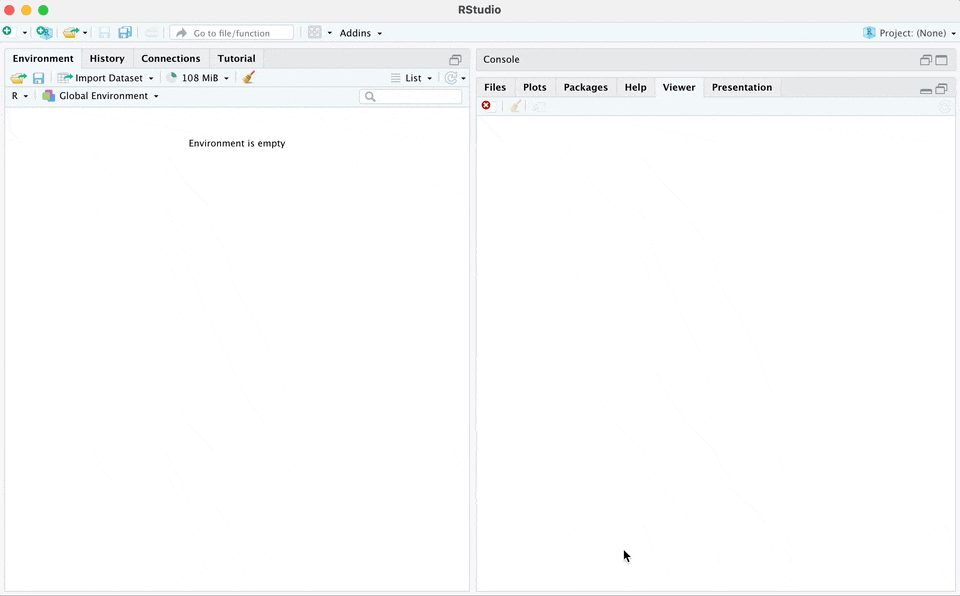 RStudio
Go to file/function
Addins
Project: (None)
Environment History Connections Tutorial
Import Dataset 108 MiB List
R Global Environment
Environment is empty
Console
Files Plots Packages Help Viewer Presentation